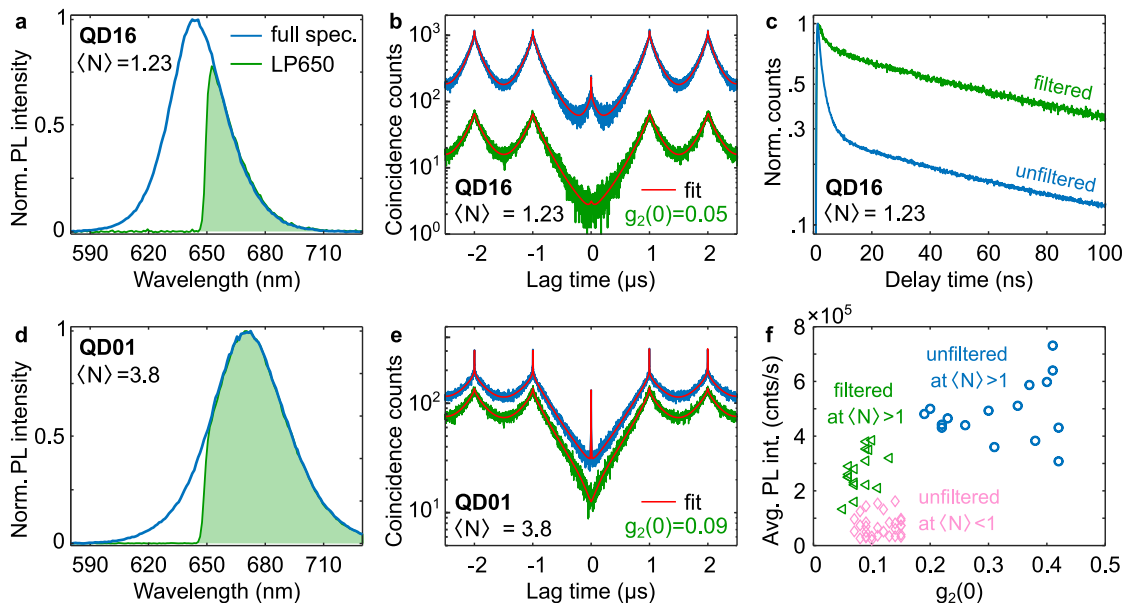 a
QD16
⟨N⟩ =1.23
full spec.
LP650
Norm. PL intensity
1
0.5
0
590 620 650 680 710
Wavelength (nm)
b
Coincidence counts
10³
10²
10¹
10⁰
QD16
⟨N⟩ = 1.23
fit
g₂(0)=0.05
-2 -1 0 1 2
Lag time (µs)
c
Norm. counts
1
.5
.3
.1
filtered
unfiltered
QD16
⟨N⟩ = 1.23
0 20 40 60 80 100
Delay time (ns)
d
QD01
⟨N⟩ =3.8
Norm. PL intensity
1
0.5
0
590 620 650 680 710
Wavelength (nm)
e
Coincidence counts
10²
10¹
QD01
⟨N⟩ = 3.8
fit
g₂(0)=0.09
-2 -1 0 1 2
Lag time (µs)
f
×10⁵
Avg. PL int. (cnts/s)
8
6
4
2
0
unfiltered
at ⟨N⟩>1
filtered
at ⟨N⟩>1
unfiltered
at ⟨N⟩<1
0 0.1 0.2 0.3 0.4 0.5
g₂(0)